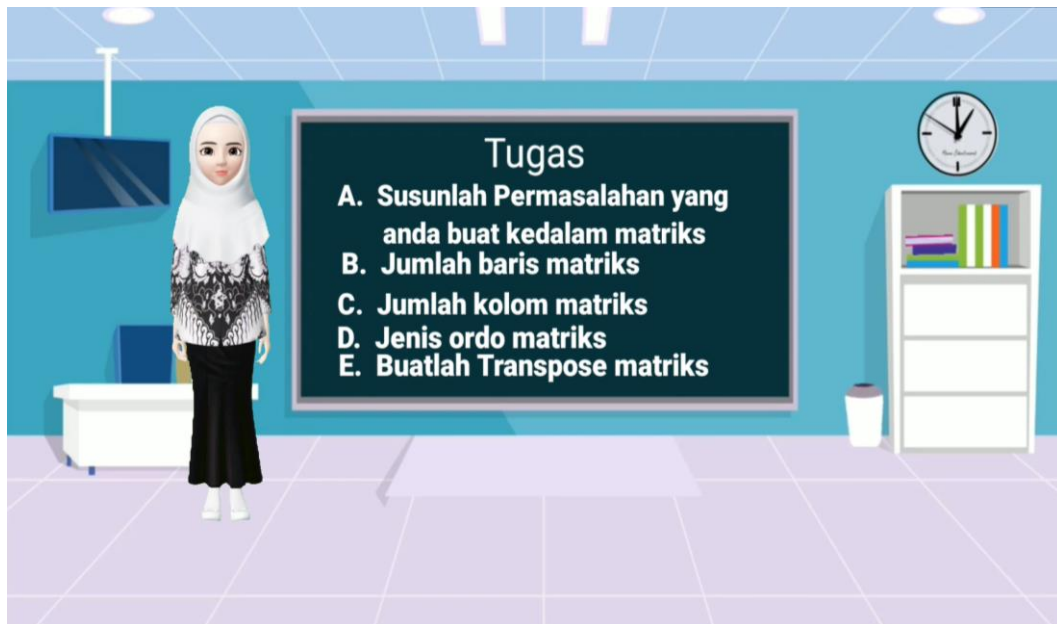 Tugas
A. Susunlah Permasalahan yang
anda buat kedalam matriks
B. Jumlah baris matriks
C. Jumlah kolom matriks
D. Jenis ordo matriks
E. Buatlah Transpose matriks